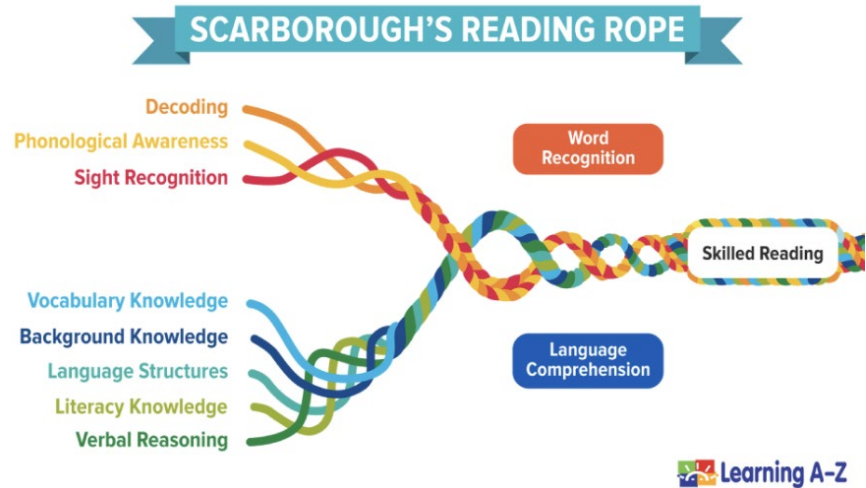 SCARBOROUGH'S READING ROPE
Decoding
Phonological Awareness
Sight Recognition
Word
Recognition
Skilled Reading
Vocabulary Knowledge
Background Knowledge
Language Structures
Literacy Knowledge
Verbal Reasoning
Language
Comprehension
Learning A–Z